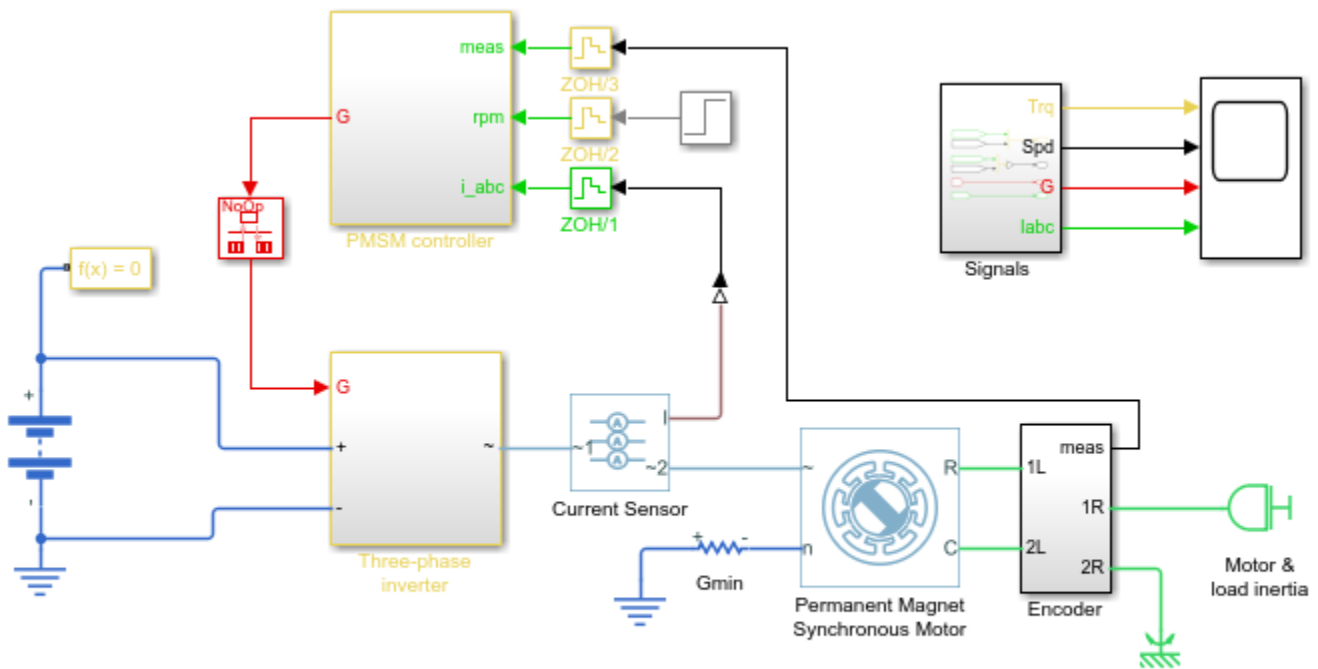 meas
ZOH/3
rpm
ZOH/2
i_abc
ZOH/1
G
PMSM controller
NoOp
f(x) = 0
Trq
Spd
G
Iabc
Signals
+
-
G
+
-
~
Three-phase
inverter
A
A
A
~1
I
~2
Current Sensor
+
-
Gmin
~
n
R
C
Permanent Magnet
Synchronous Motor
meas
1L
1R
2L
2R
Encoder
Motor &
load inertia